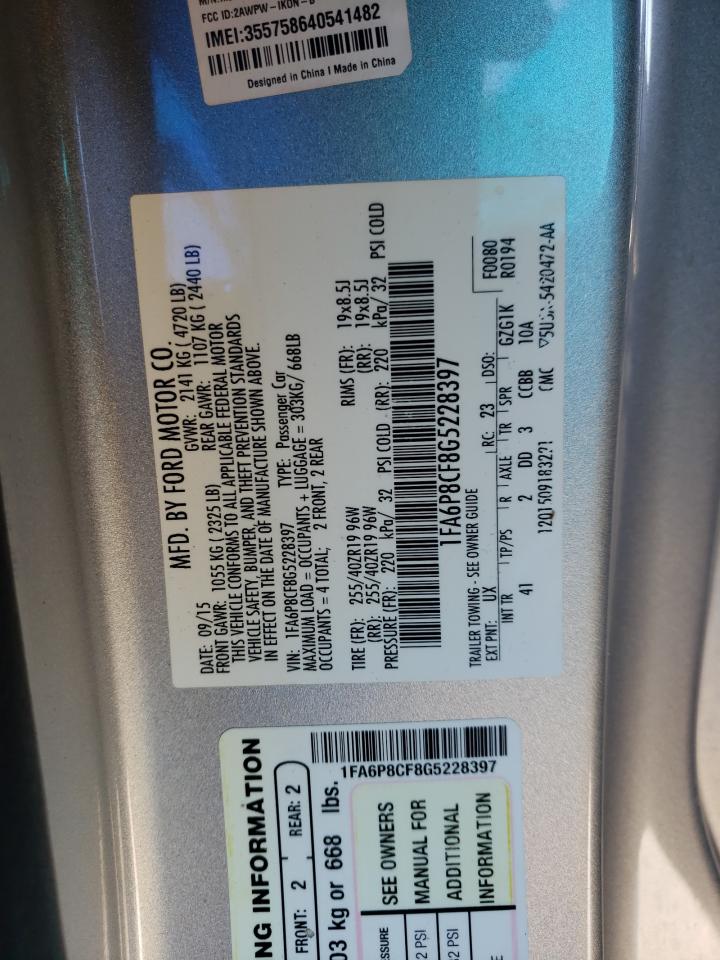 FCC ID:2AWPW-IKON-
IMEI:355758640541482
Designed in China I Made in China
MFD. BY FORD MOTOR CO.
DATE: 09/15 GVWR: 2141 KG ( 4720 LB)
FRONT GAWR: 1055 KG ( 2325 LB) REAR GAWR: 1107 KG ( 2440 LB)
THIS VEHICLE CONFORMS TO ALL APPLICABLE FEDERAL MOTOR
VEHICLE SAFETY, BUMPER, AND THEFT PREVENTION STANDARDS
IN EFFECT ON THE DATE OF MANUFACTURE SHOWN ABOVE.
VIN: 1FA6P8CF8G5228397 TYPE: Passenger Car
MAXIMUM LOAD = OCCUPANTS + LUGGAGE = 303KG/ 668LB
OCCUPANTS = 4 TOTAL; 2 FRONT, 2 REAR
TIRE (FR): 255/40ZR19 96W RIMS (FR): 19x8.5J
(RR): 255/40ZR19 96W (RR): 19x8.5J
PRESSURE (FR): 220 kPa/ 32 PSI COLD (RR): 220 kPa/ 32 PSI COLD
1FA6P8CF8G5228397
TRAILER TOWING - SEE OWNER GUIDE
EXT PNT: UX RC: 23 DSO: F0080
INT TR TP/PS R AXLE TR SPR GZG1K R0194
41 2 DD 3 CCBB 10A
CMC
1FA6P8CF8G5228397
NG INFORMATION
FRONT: 2 REAR: 2
03 kg or 668 lbs.
SEE OWNERS
MANUAL FOR
ADDITIONAL
INFORMATION
SSURE
2 PSI
32 PSI